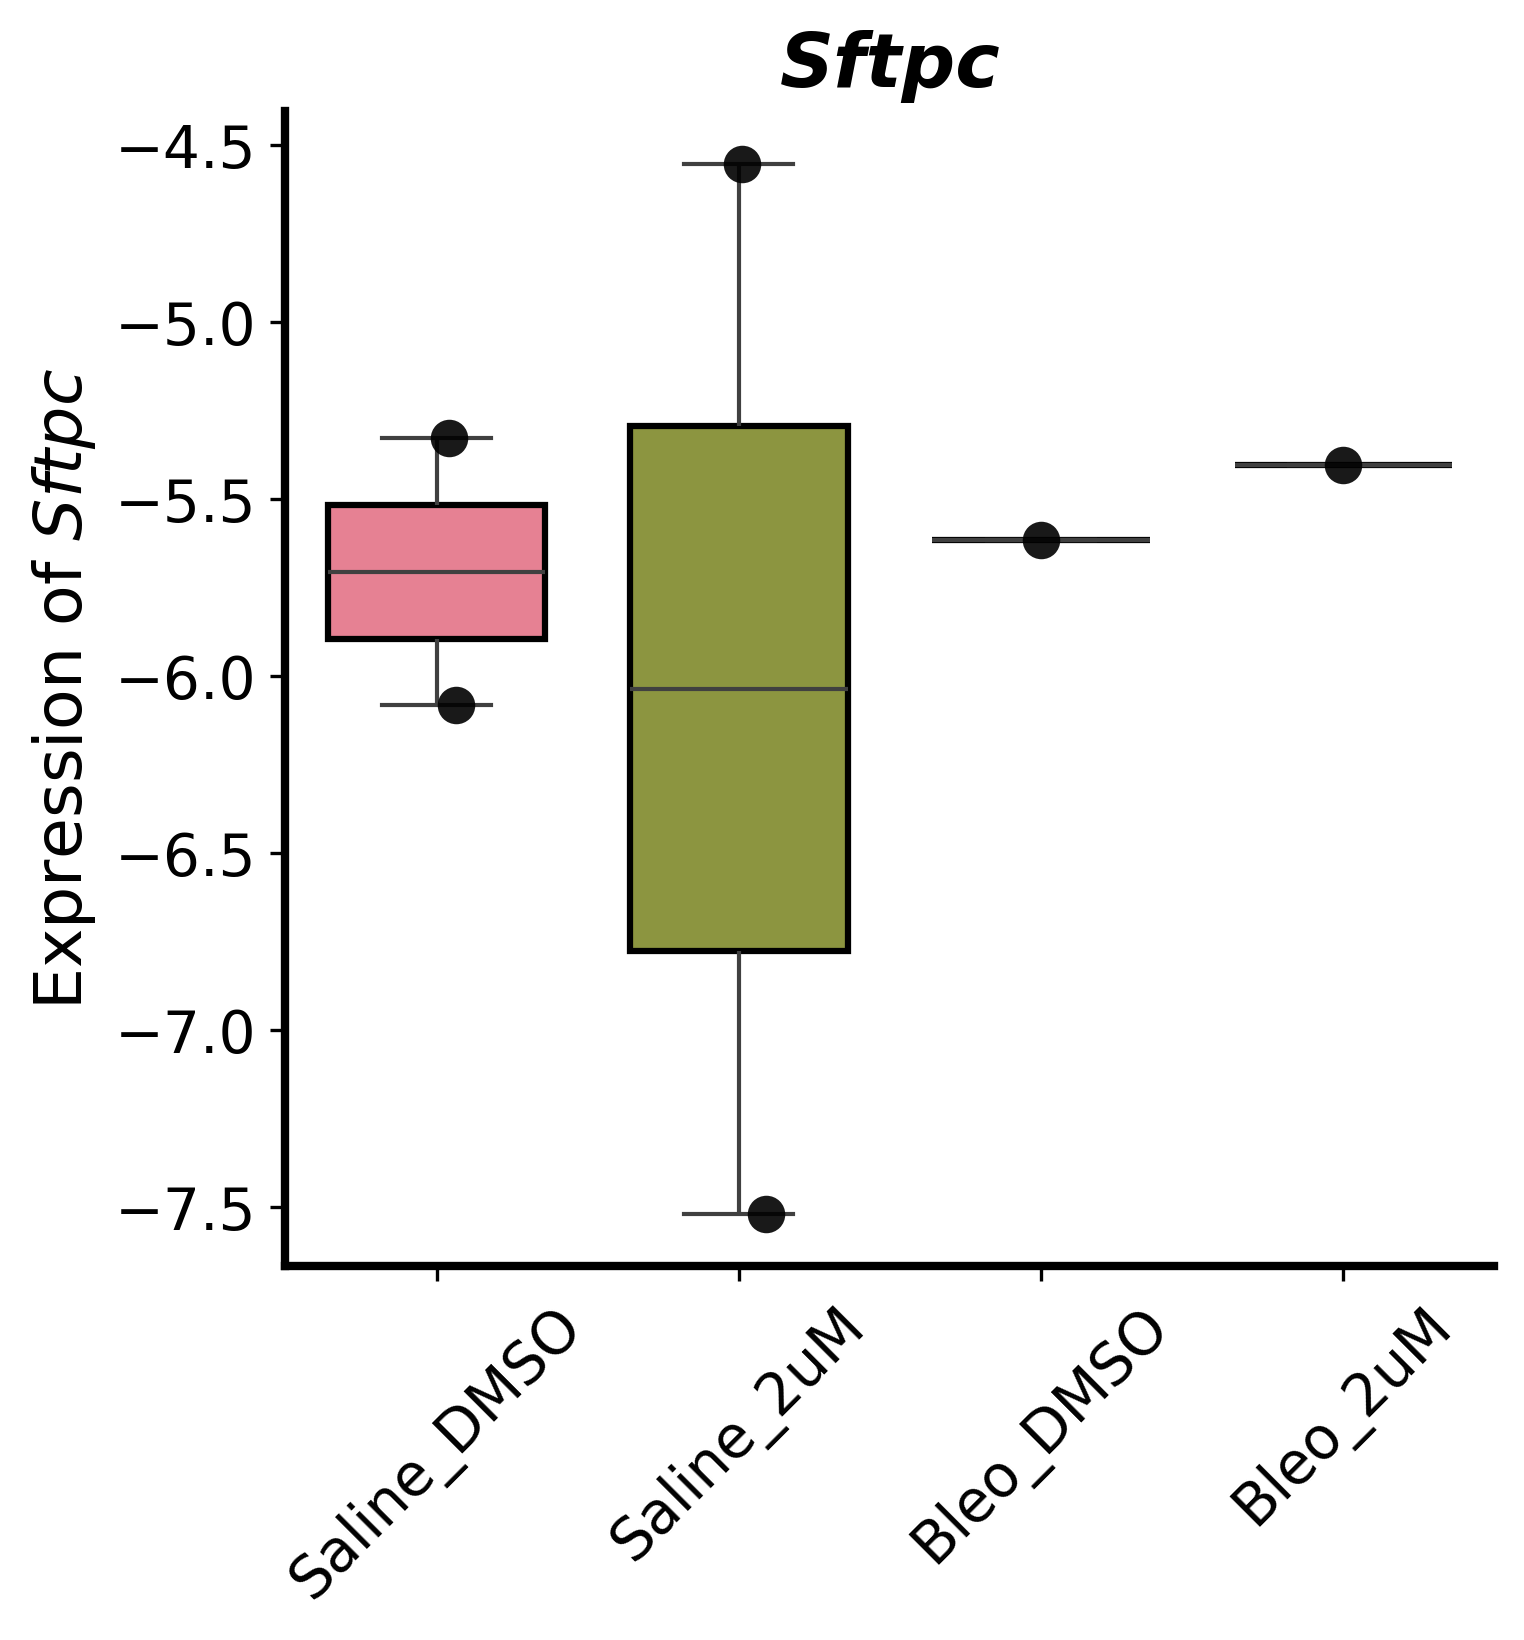 Sftpc
Expression of Sftpc
−4.5
−5.0
−5.5
−6.0
−6.5
−7.0
−7.5
Saline_DMSO
Saline_2uM
Bleo_DMSO
Bleo_2uM